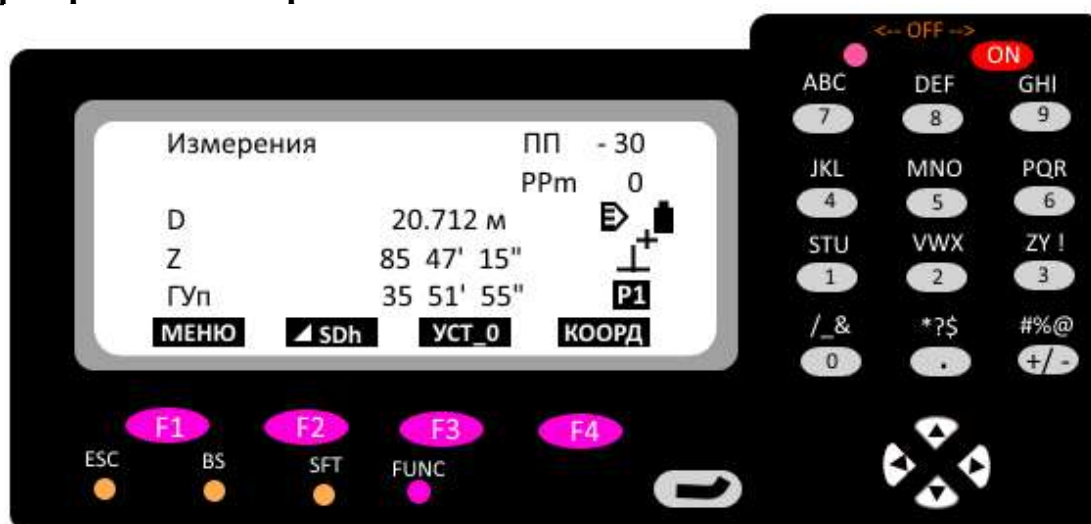 <-- OFF -->
ON
Измерения ПП - 30
PPm 0
D 20.712 м
Z 85 47' 15"
ГУп 35 51' 55" P1
МЕНЮ ◢ SDh УСТ_0 КООРД
F1 F2 F3 F4
ESC BS SFT FUNC
ABC DEF GHI
7 8 9
JKL MNO PQR
4 5 6
STU VWX ZY !
1 2 3
/_& *?$ #%@
0 . +/-